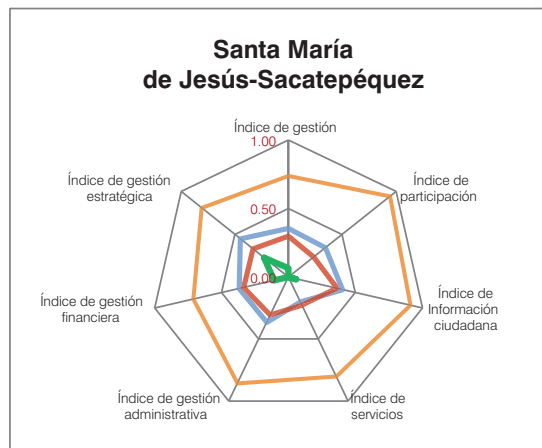 Santa María
de Jesús-Sacatepéquez
Índice de gestión
1.00
Índice de gestión
estratégica
Índice de
participación
0.50
0.00
Índice de gestión
financiera
Índice de
Información
ciudadana
Índice de gestión
administrativa
Índice de
servicios